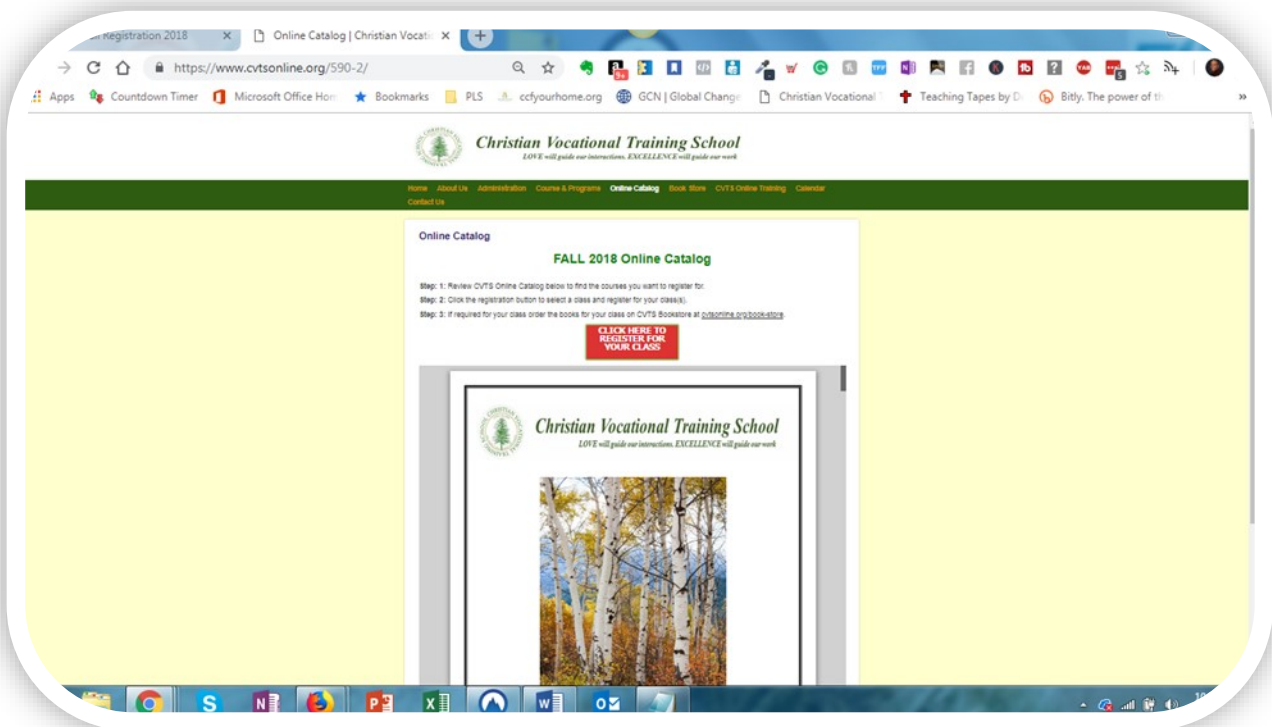 Registration 2018
Online Catalog | Christian Vocatio
https://www.cvtsonline.org/590-2/
Apps Countdown Timer Microsoft Office Hom Bookmarks PLS ccfyourhome.org GCN | Global Change Christian Vocational T Teaching Tapes by D Bitly. The power of th »
Christian Vocational Training School
LOVE will guide our interactions. EXCELLENCE will guide our work
Home About Us Administration Course & Programs Online Catalog Book Store CVTS Online Training Calendar
Contact Us
Online Catalog
FALL 2018 Online Catalog
Step: 1: Review CVTS Online Catalog below to find the courses you want to register for.
Step: 2: Click the registration button to select a class and register for your class(s).
Step: 3: If required for your class order the books for your class on CVTS Bookstore at cvtsonline.org/book-store.
CLICK HERE TO
REGISTER FOR
YOUR CLASS
Christian Vocational Training School
LOVE will guide our interactions. EXCELLENCE will guide our work